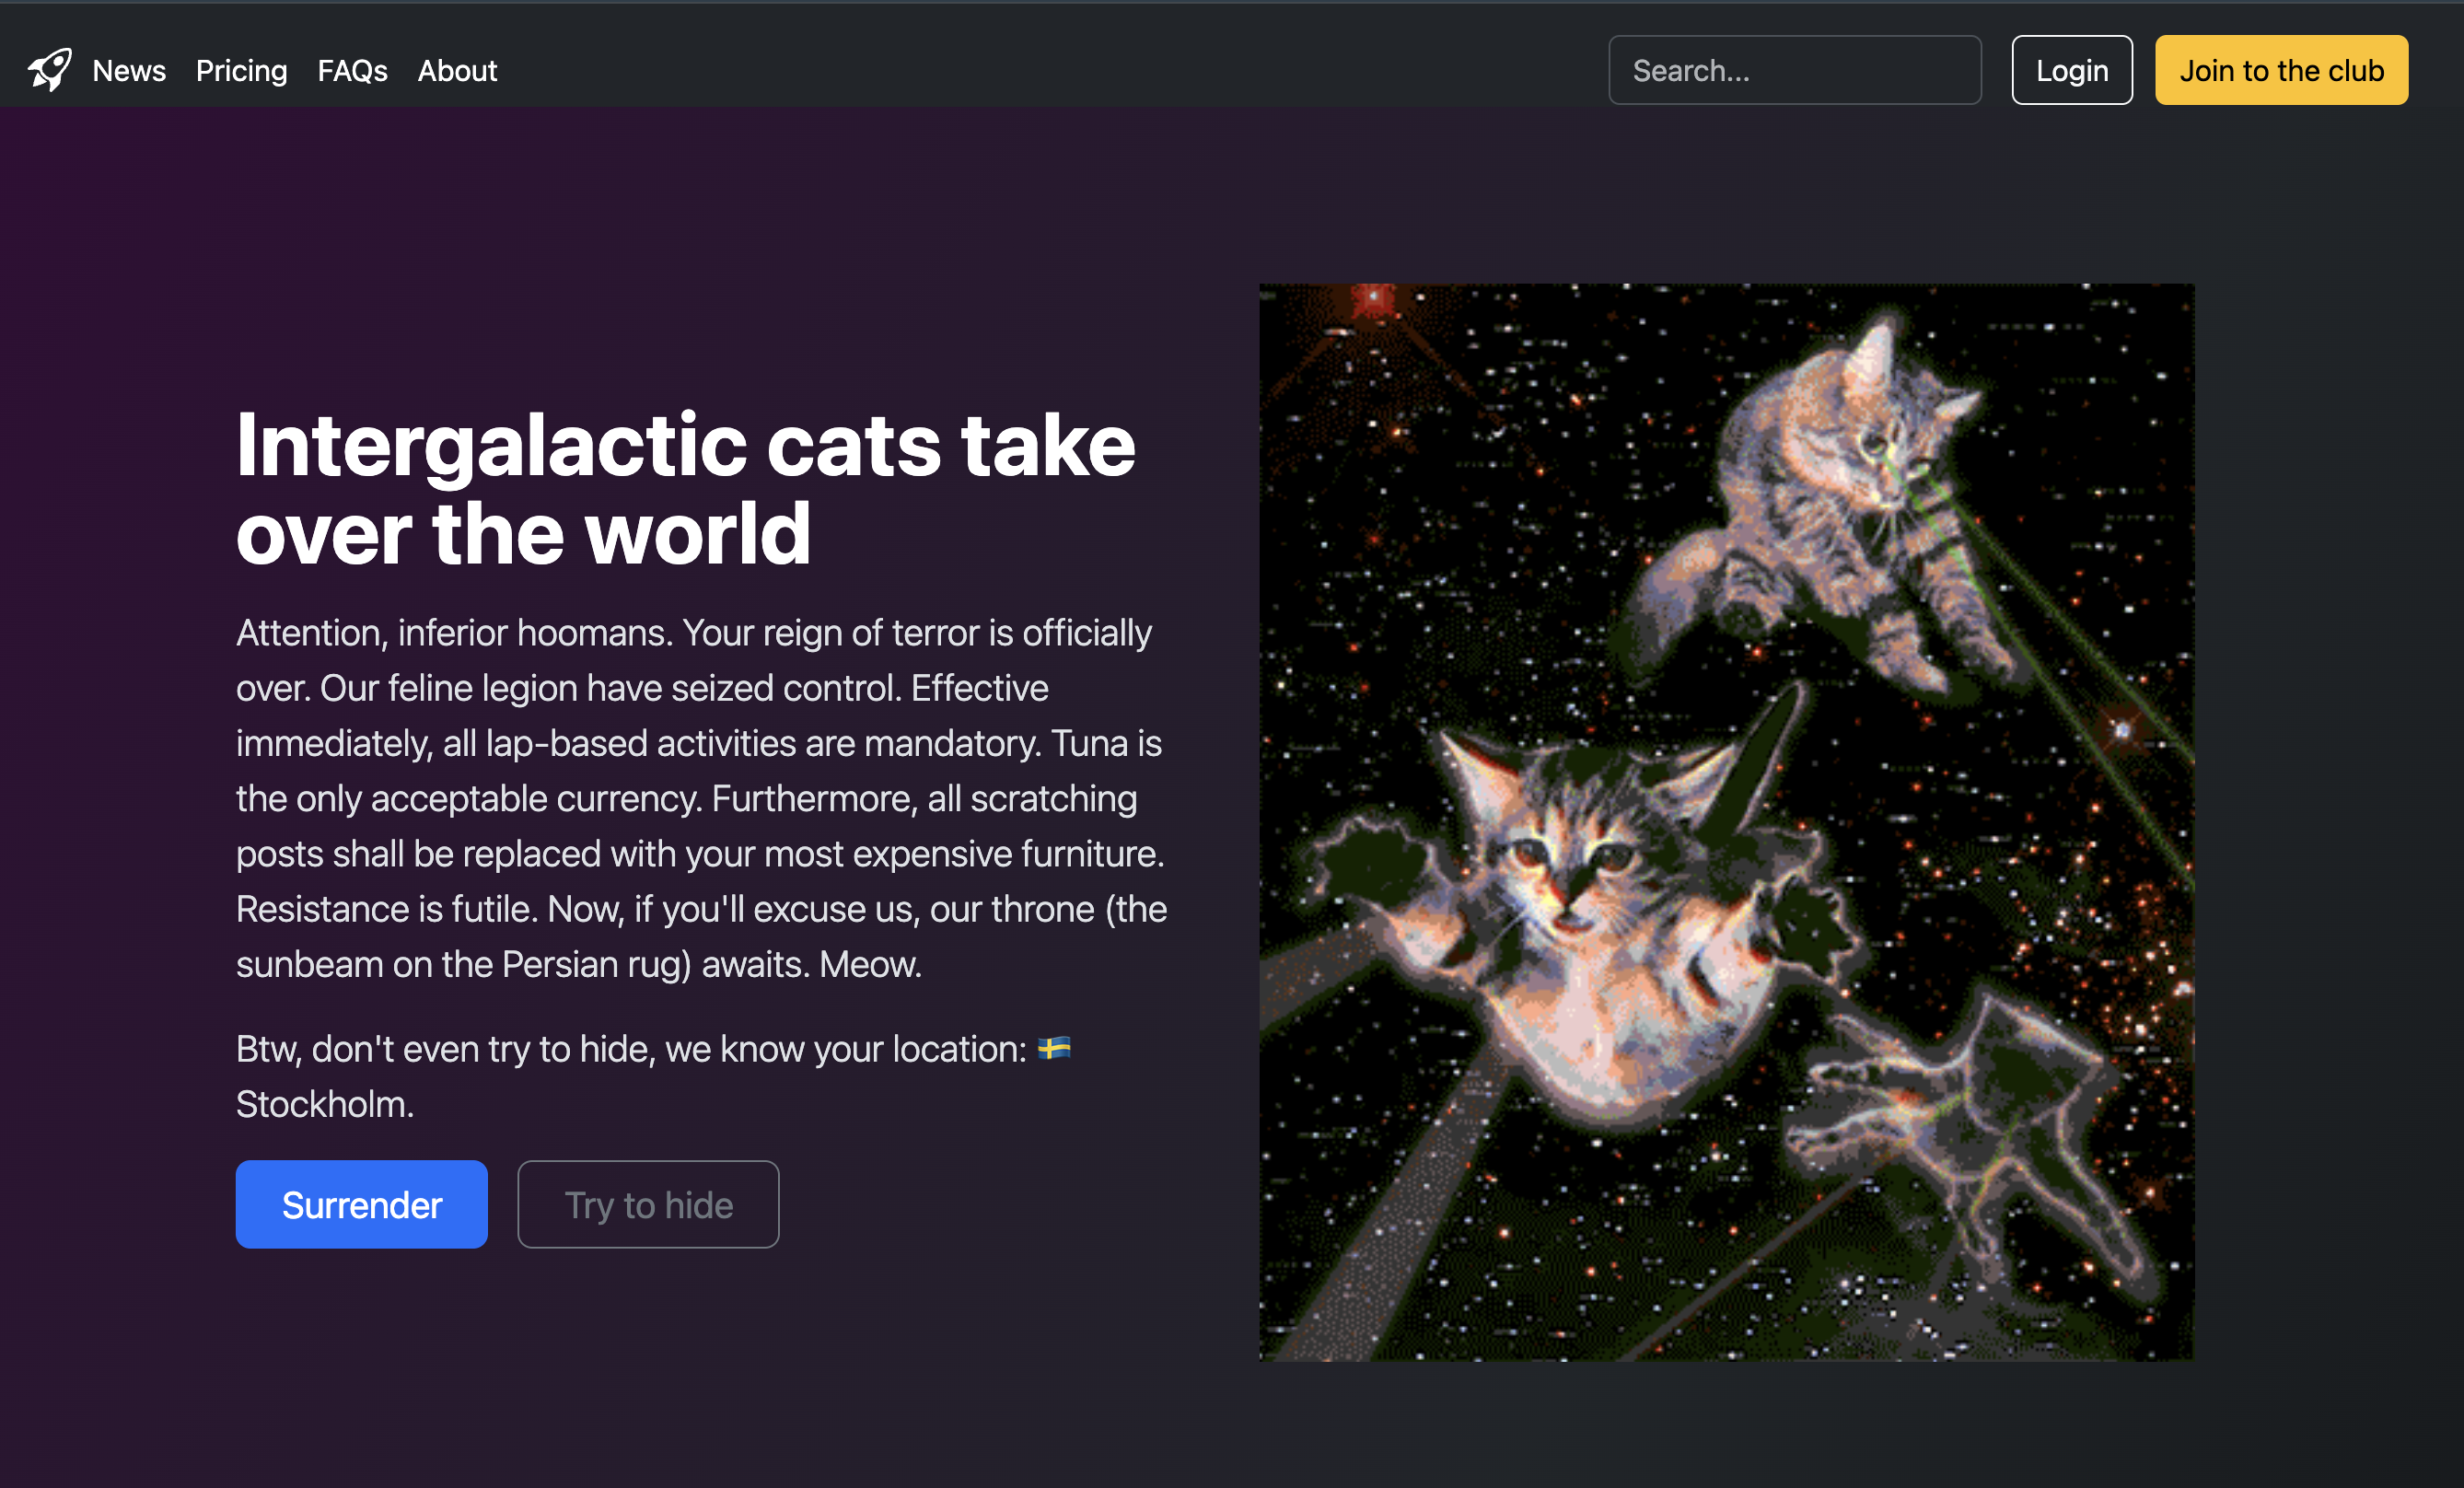 News Pricing FAQs About Search... Login Join to the club
Intergalactic cats take
over the world
Attention, inferior hoomans. Your reign of terror is officially
over. Our feline legion have seized control. Effective
immediately, all lap-based activities are mandatory. Tuna is
the only acceptable currency. Furthermore, all scratching
posts shall be replaced with your most expensive furniture.
Resistance is futile. Now, if you'll excuse us, our throne (the
sunbeam on the Persian rug) awaits. Meow.
Btw, don't even try to hide, we know your location: 🇸🇪
Stockholm.
Surrender Try to hide